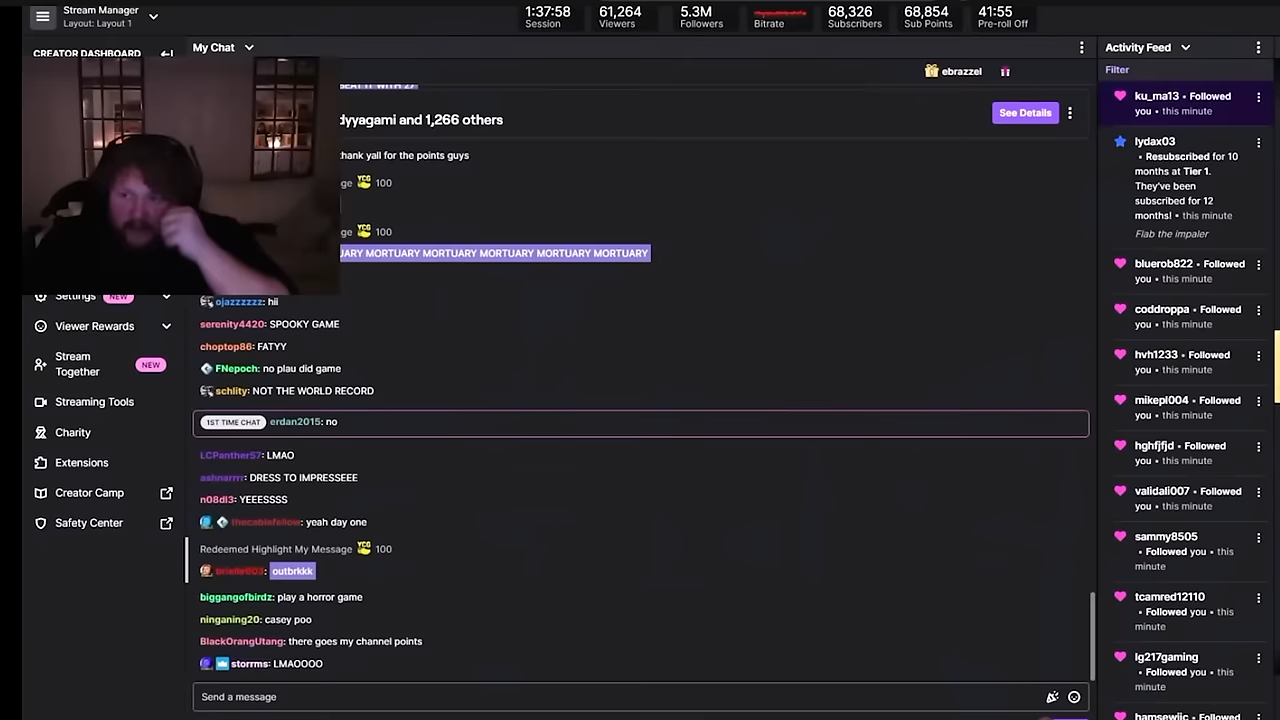 Stream Manager
Layout: Layout 1
1:37:58
Session
61,264
Viewers
5.3M
Followers
Bitrate
68,326
Subscribers
68,854
Sub Points
41:55
Pre-roll Off
CREATOR DASHBOARD
Settings NEW
Viewer Rewards
Stream
Together
NEW
Streaming Tools
Charity
Extensions
Creator Camp
Safety Center
My Chat
ebrazzel
dyyagami and 1,266 others
See Details
thank yall for the points guys
ge 100
ge 100
UARY MORTUARY MORTUARY MORTUARY MORTUARY MORTUARY
ojazzzzzz: hii
serenity4420: SPOOKY GAME
choptop86: FATYY
FNepoch: no plau did game
schlity: NOT THE WORLD RECORD
1ST TIME CHAT erdan2015: no
LCPanther57: LMAO
ashnarrrr: DRESS TO IMPRESSEEE
n08dl3: YEEESSSS
thecablefellow: yeah day one
Redeemed Highlight My Message 100
outbrkkk
biggangofbirdz: play a horror game
ninganing20: casey poo
BlackOrangUtang: there goes my channel points
storrms: LMAOOOO
Send a message
Activity Feed
Filter
ku_ma13 • Followed
you • this minute
lydax03
• Resubscribed for 10
months at Tier 1.
They've been
subscribed for 12
months! • this minute
Flab the impaler
bluerob822 • Followed
you • this minute
coddroppa • Followed
you • this minute
hvh1233 • Followed
you • this minute
mikepl004 • Followed
you • this minute
hghfjfjd • Followed
you • this minute
validali007 • Followed
you • this minute
sammy8505
• Followed you • this
minute
tcamred12110
• Followed you • this
minute
lg217gaming
• Followed you • this
minute